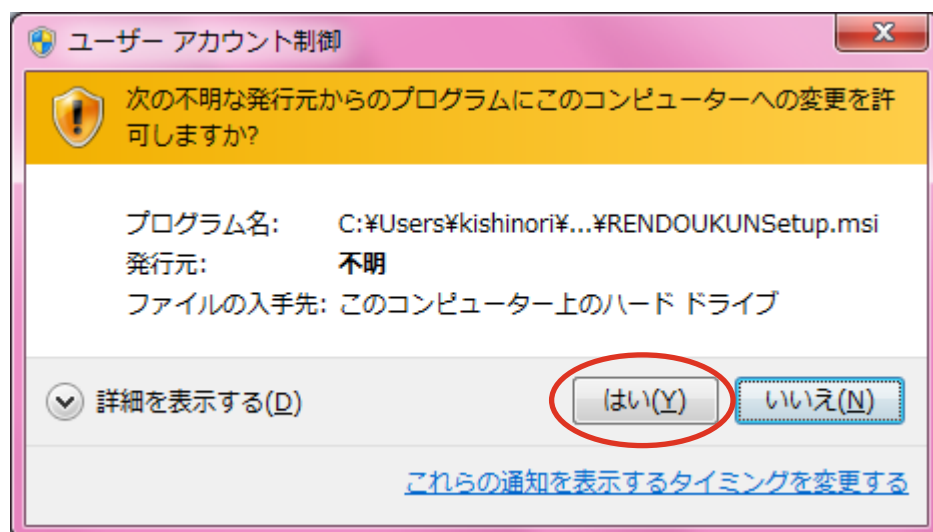 ユーザー アカウント制御
次の不明な発行元からのプログラムにこのコンピューターへの変更を許
可しますか?
プログラム名: C:¥Users¥kishinori¥...¥RENDOUKUNSetup.msi
発行元: 不明
ファイルの入手先: このコンピューター上のハード ドライブ
詳細を表示する(D) はい(Y) いいえ(N)
これらの通知を表示するタイミングを変更する